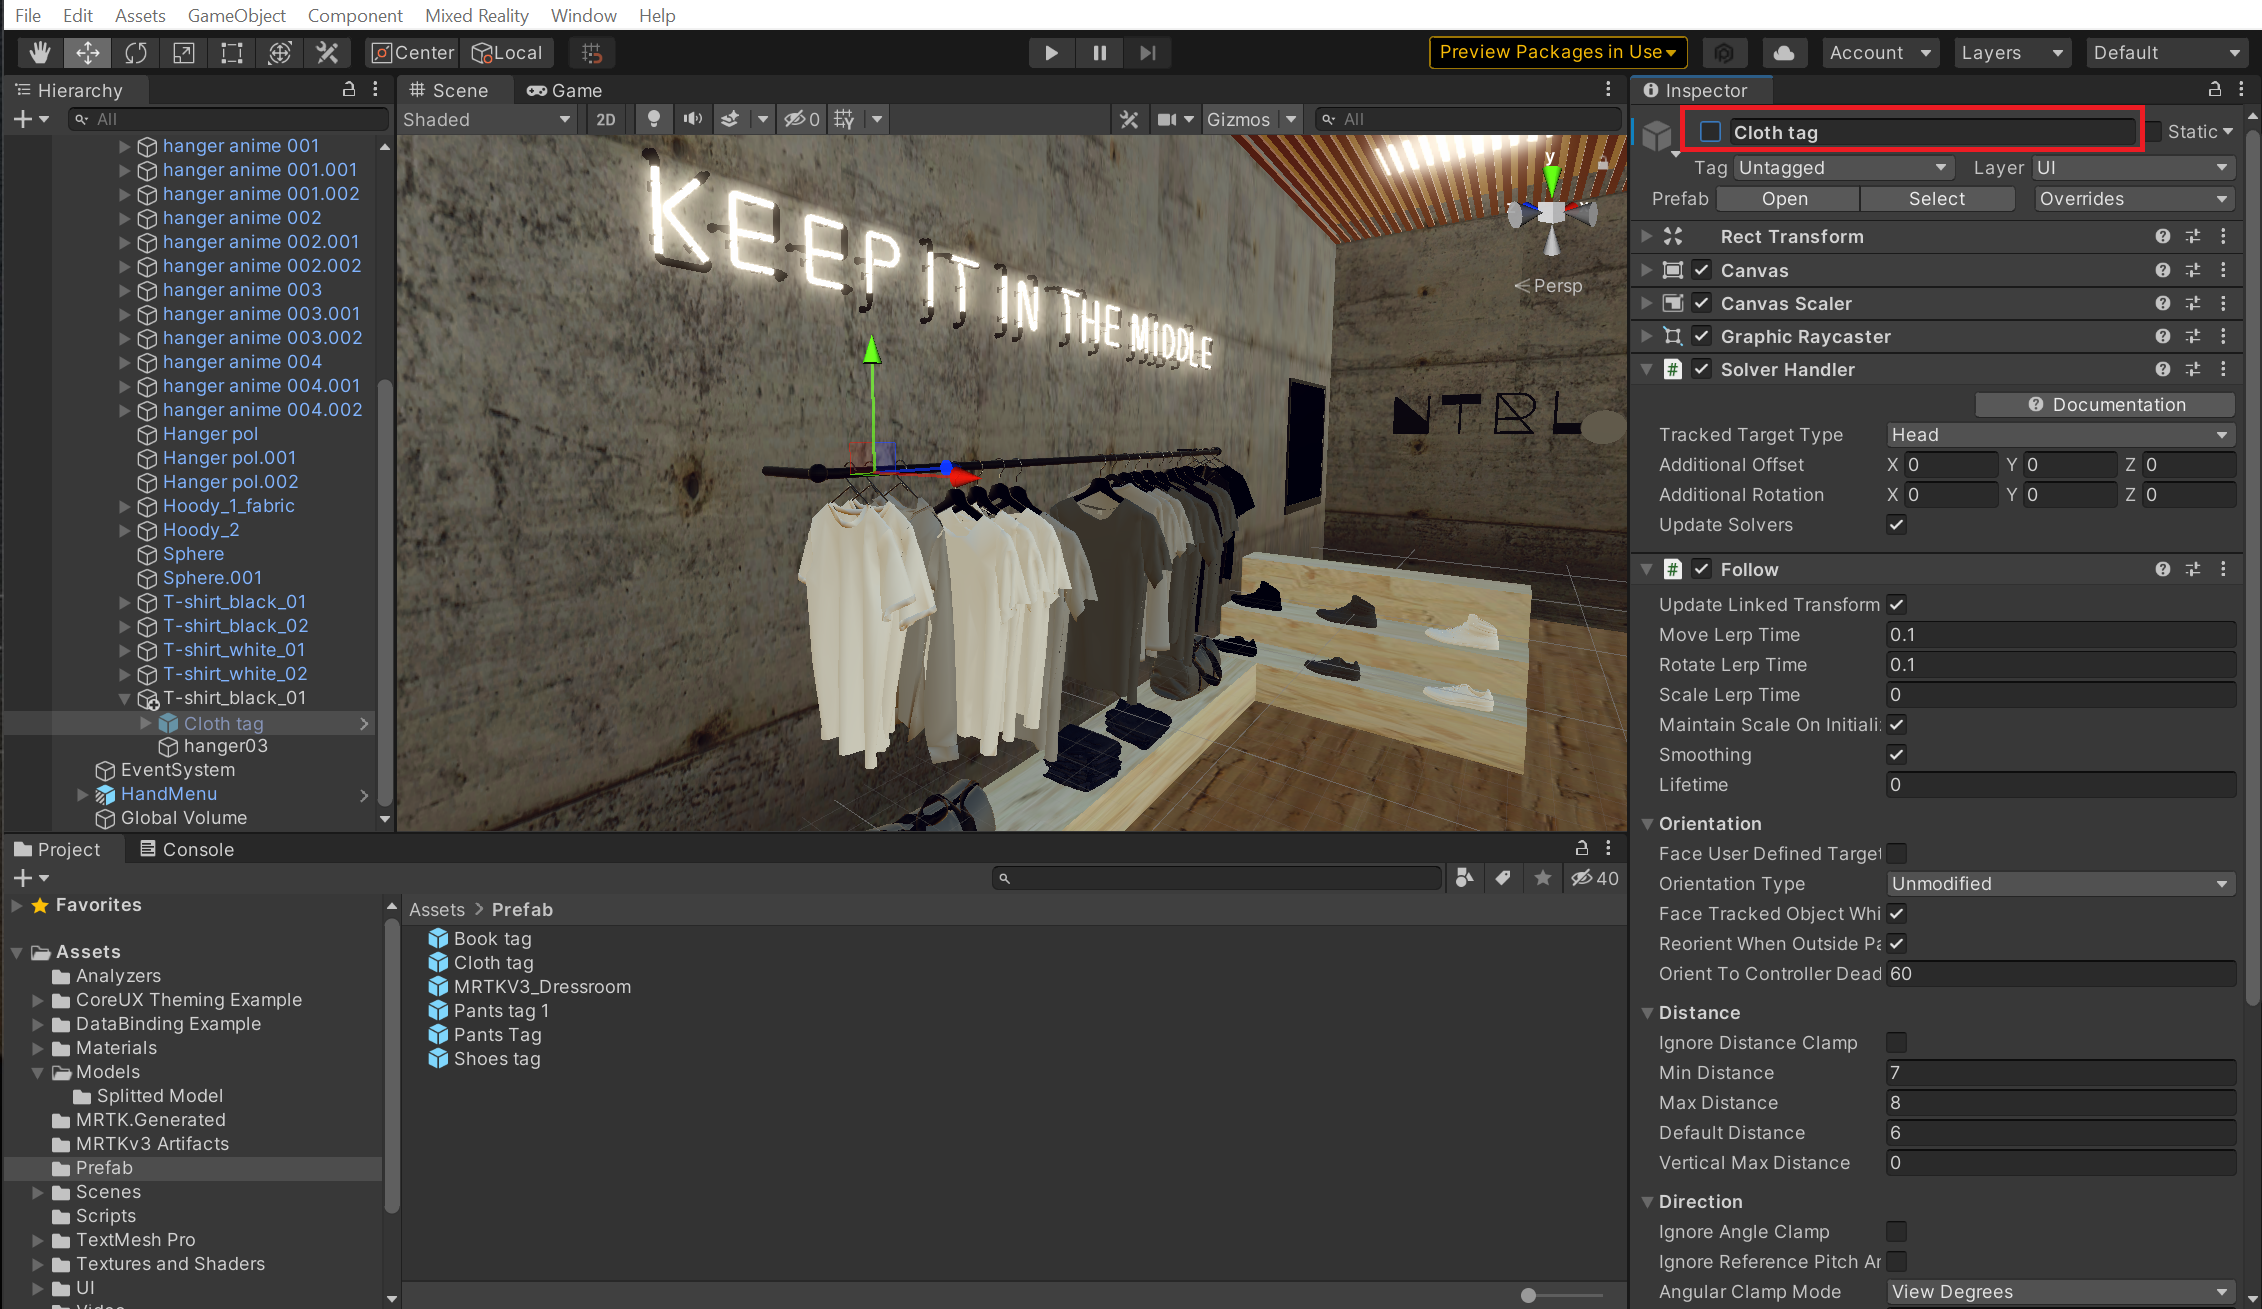 File Edit Assets GameObject Component Mixed Reality Window Help
Center Local Preview Packages in Use Account Layers Default
Hierarchy
All
hanger anime 001
hanger anime 001.001
hanger anime 001.002
hanger anime 002
hanger anime 002.001
hanger anime 002.002
hanger anime 003
hanger anime 003.001
hanger anime 003.002
hanger anime 004
hanger anime 004.001
hanger anime 004.002
Hanger pol
Hanger pol.001
Hanger pol.002
Hoody_1_fabric
Hoody_2
Sphere
Sphere.001
T-shirt_black_01
T-shirt_black_02
T-shirt_white_01
T-shirt_white_02
T-shirt_black_01
Cloth tag
hanger03
EventSystem
HandMenu
Global Volume
Scene Game
Shaded 2D 0 Gizmos All
KEEP IT IN THE MIDDLE
y
Persp
NTBL
Inspector
Cloth tag Static
Tag Untagged Layer UI
Prefab Open Select Overrides
Rect Transform
Canvas
Canvas Scaler
Graphic Raycaster
Solver Handler
Documentation
Tracked Target Type Head
Additional Offset X 0 Y 0 Z 0
Additional Rotation X 0 Y 0 Z 0
Update Solvers
Follow
Update Linked Transform
Move Lerp Time 0.1
Rotate Lerp Time 0.1
Scale Lerp Time 0
Maintain Scale On Initiali
Smoothing
Lifetime 0
Orientation
Face User Defined Target
Orientation Type Unmodified
Face Tracked Object Whi
Reorient When Outside Pa
Orient To Controller Dead 60
Distance
Ignore Distance Clamp
Min Distance 7
Max Distance 8
Default Distance 6
Vertical Max Distance 0
Direction
Ignore Angle Clamp
Ignore Reference Pitch An
Angular Clamp Mode View Degrees
Project Console
40
Favorites
Assets
Analyzers
CoreUX Theming Example
DataBinding Example
Materials
Models
Splitted Model
MRTK.Generated
MRTKv3 Artifacts
Prefab
Scenes
Scripts
TextMesh Pro
Textures and Shaders
UI
Assets > Prefab
Book tag
Cloth tag
MRTKV3_Dressroom
Pants tag 1
Pants Tag
Shoes tag